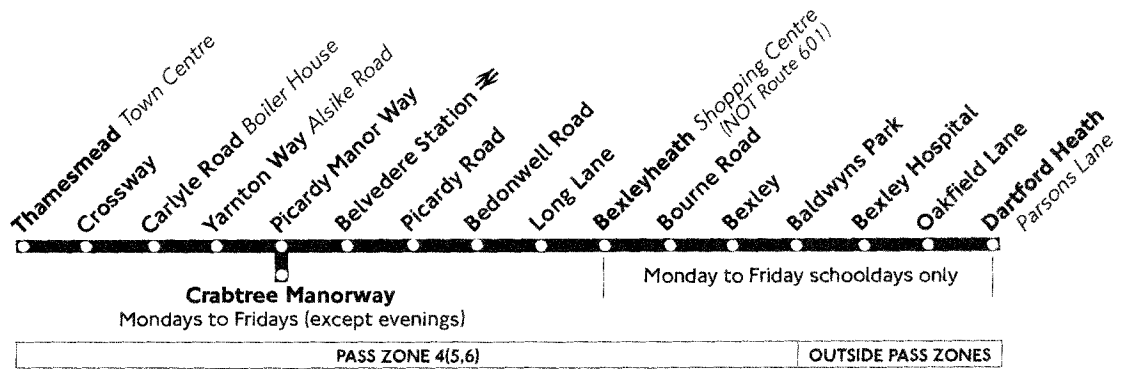 Thamesmead Town Centre
Crossway
Carlyle Road Boiler House
Yarnton Way Alsike Road
Picardy Manor Way
Belvedere Station
Picardy Road
Bedonwell Road
Long Lane
Bexleyheath Shopping Centre
(NOT Route 601)
Bourne Road
Bexley
Baldwyns Park
Bexley Hospital
Oakfield Lane
Dartford Heath
Parsons Lane
Crabtree Manorway
Mondays to Fridays (except evenings)
Monday to Friday schooldays only
PASS ZONE 4(5,6)
OUTSIDE PASS ZONES